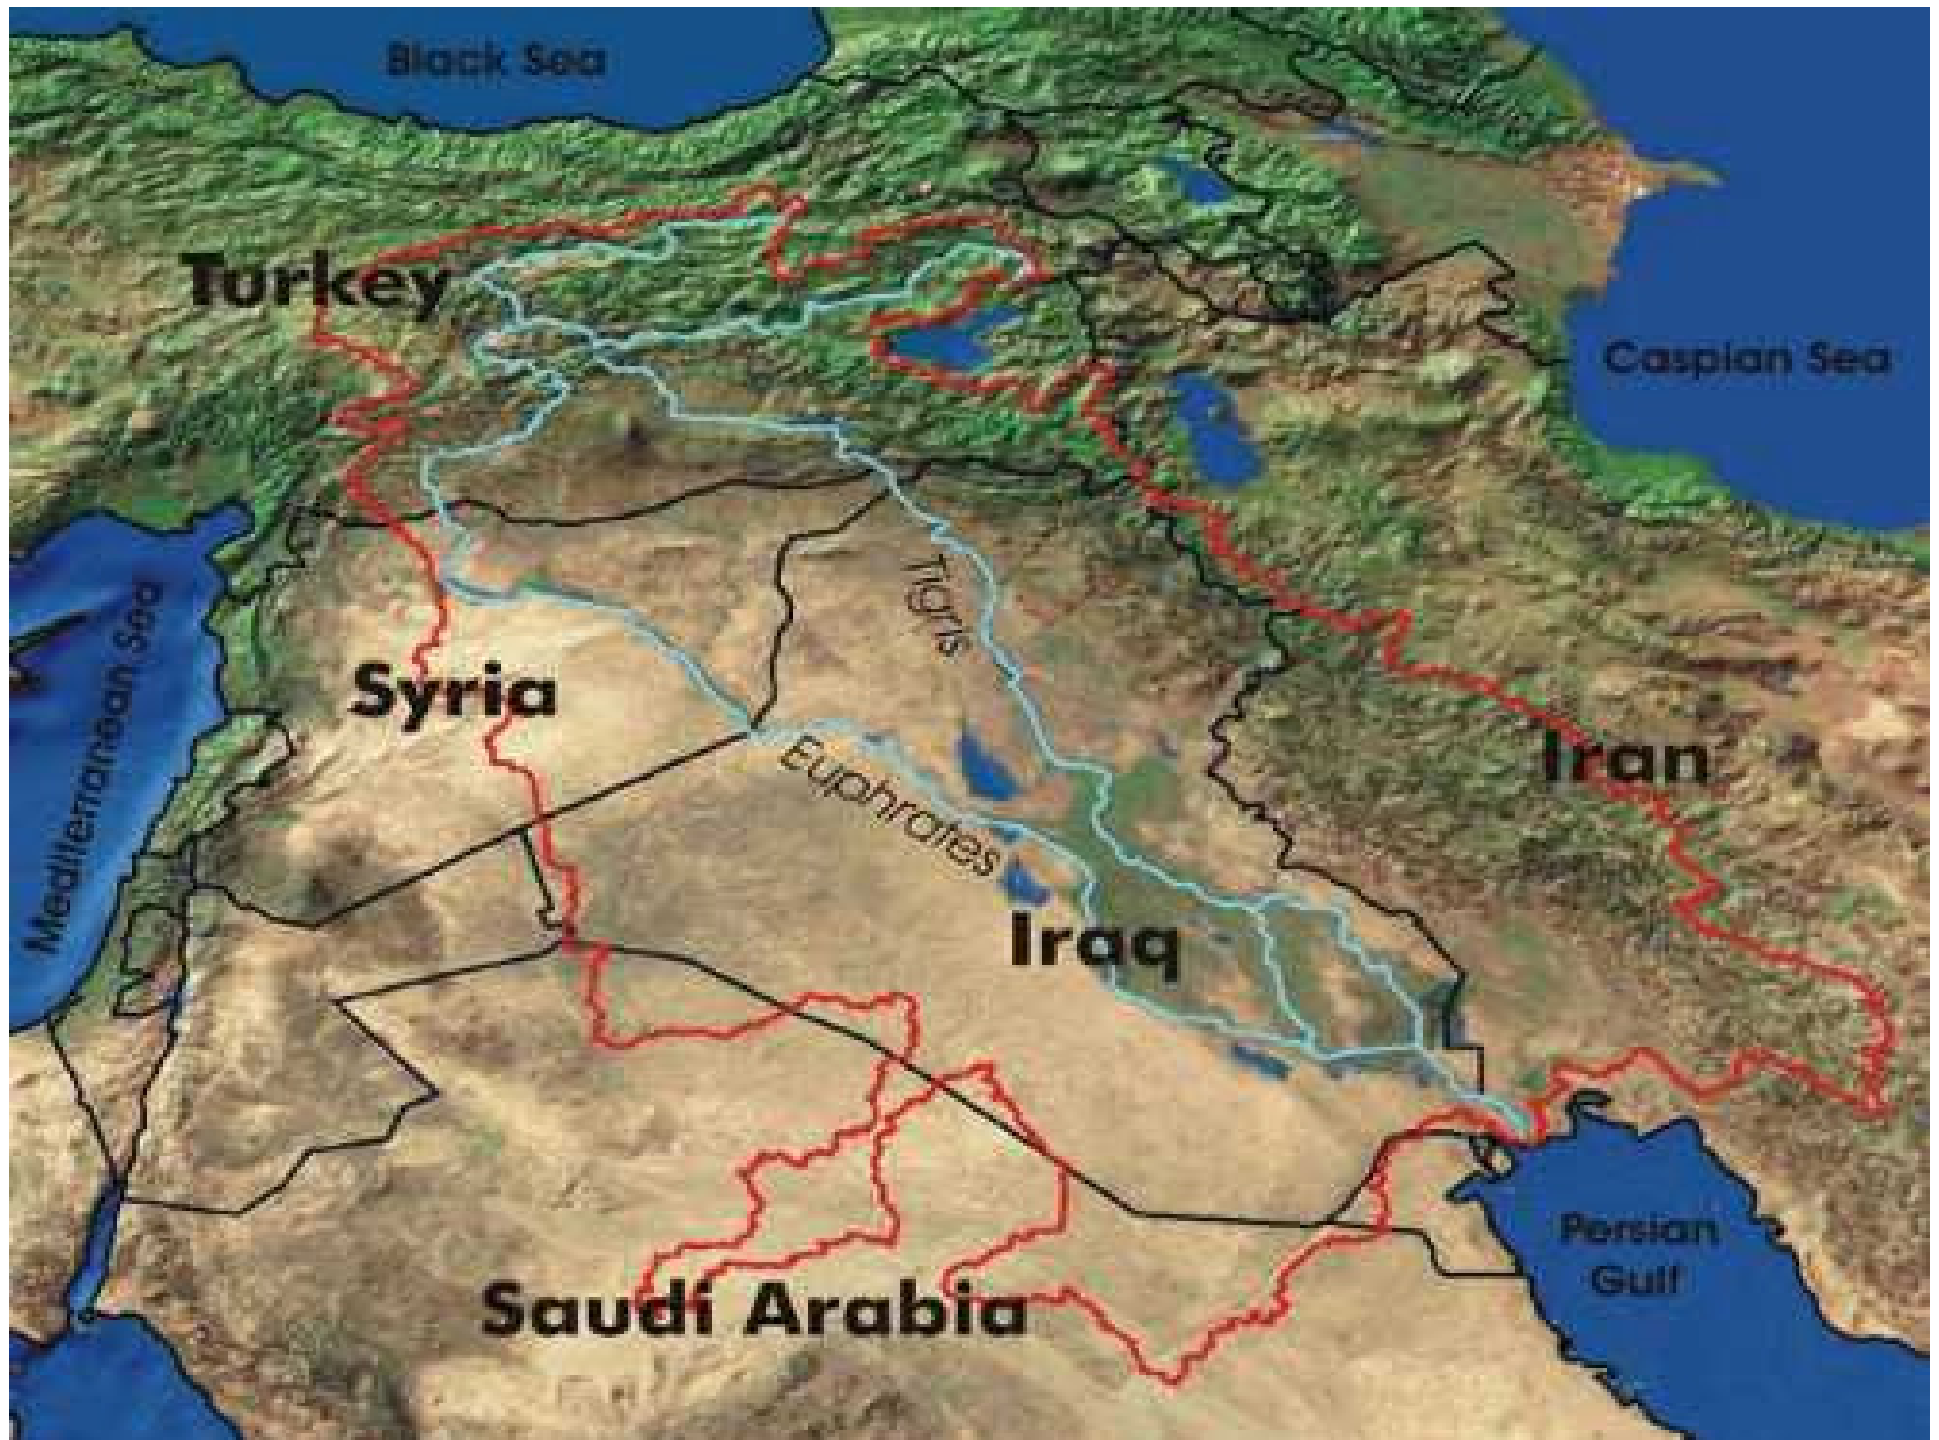 Black Sea
Turkey
Caspian Sea
Mediterranean Sea
Tigris
Syria
Euphrates
Iran
Iraq
Persian
Gulf
Saudi Arabia